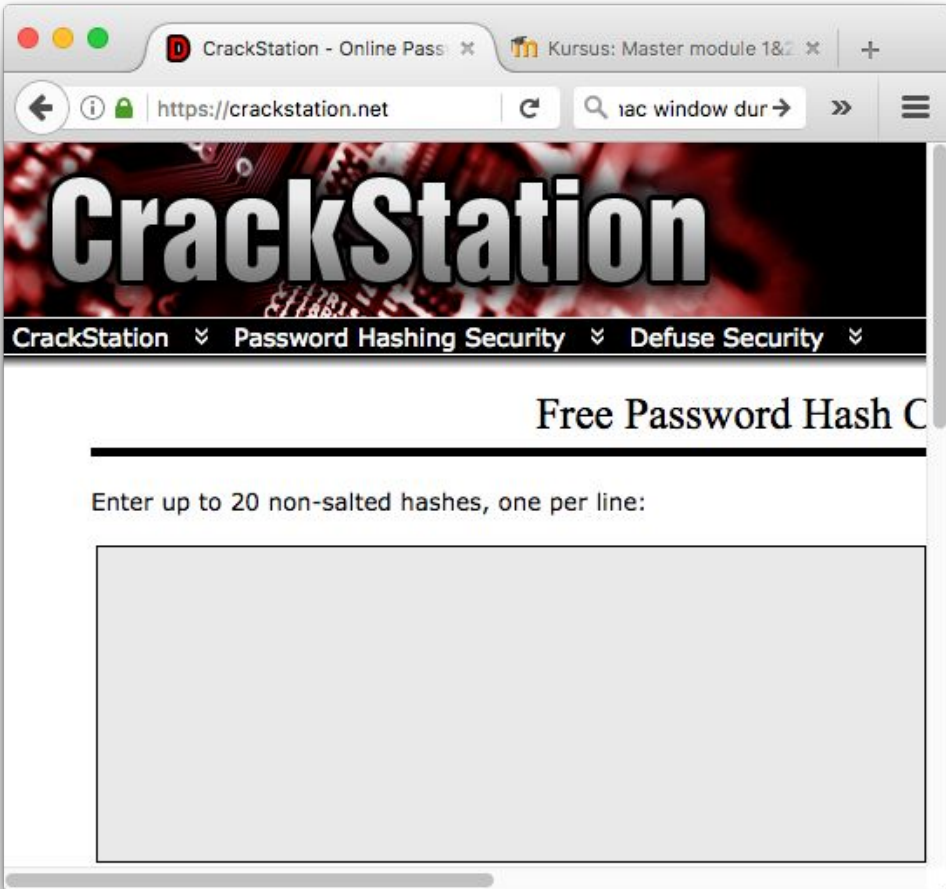 CrackStation - Online Pass
Kursus: Master module 1&2
https://crackstation.net
mac window dur
CrackStation
CrackStation Password Hashing Security Defuse Security
Free Password Hash C
Enter up to 20 non-salted hashes, one per line: